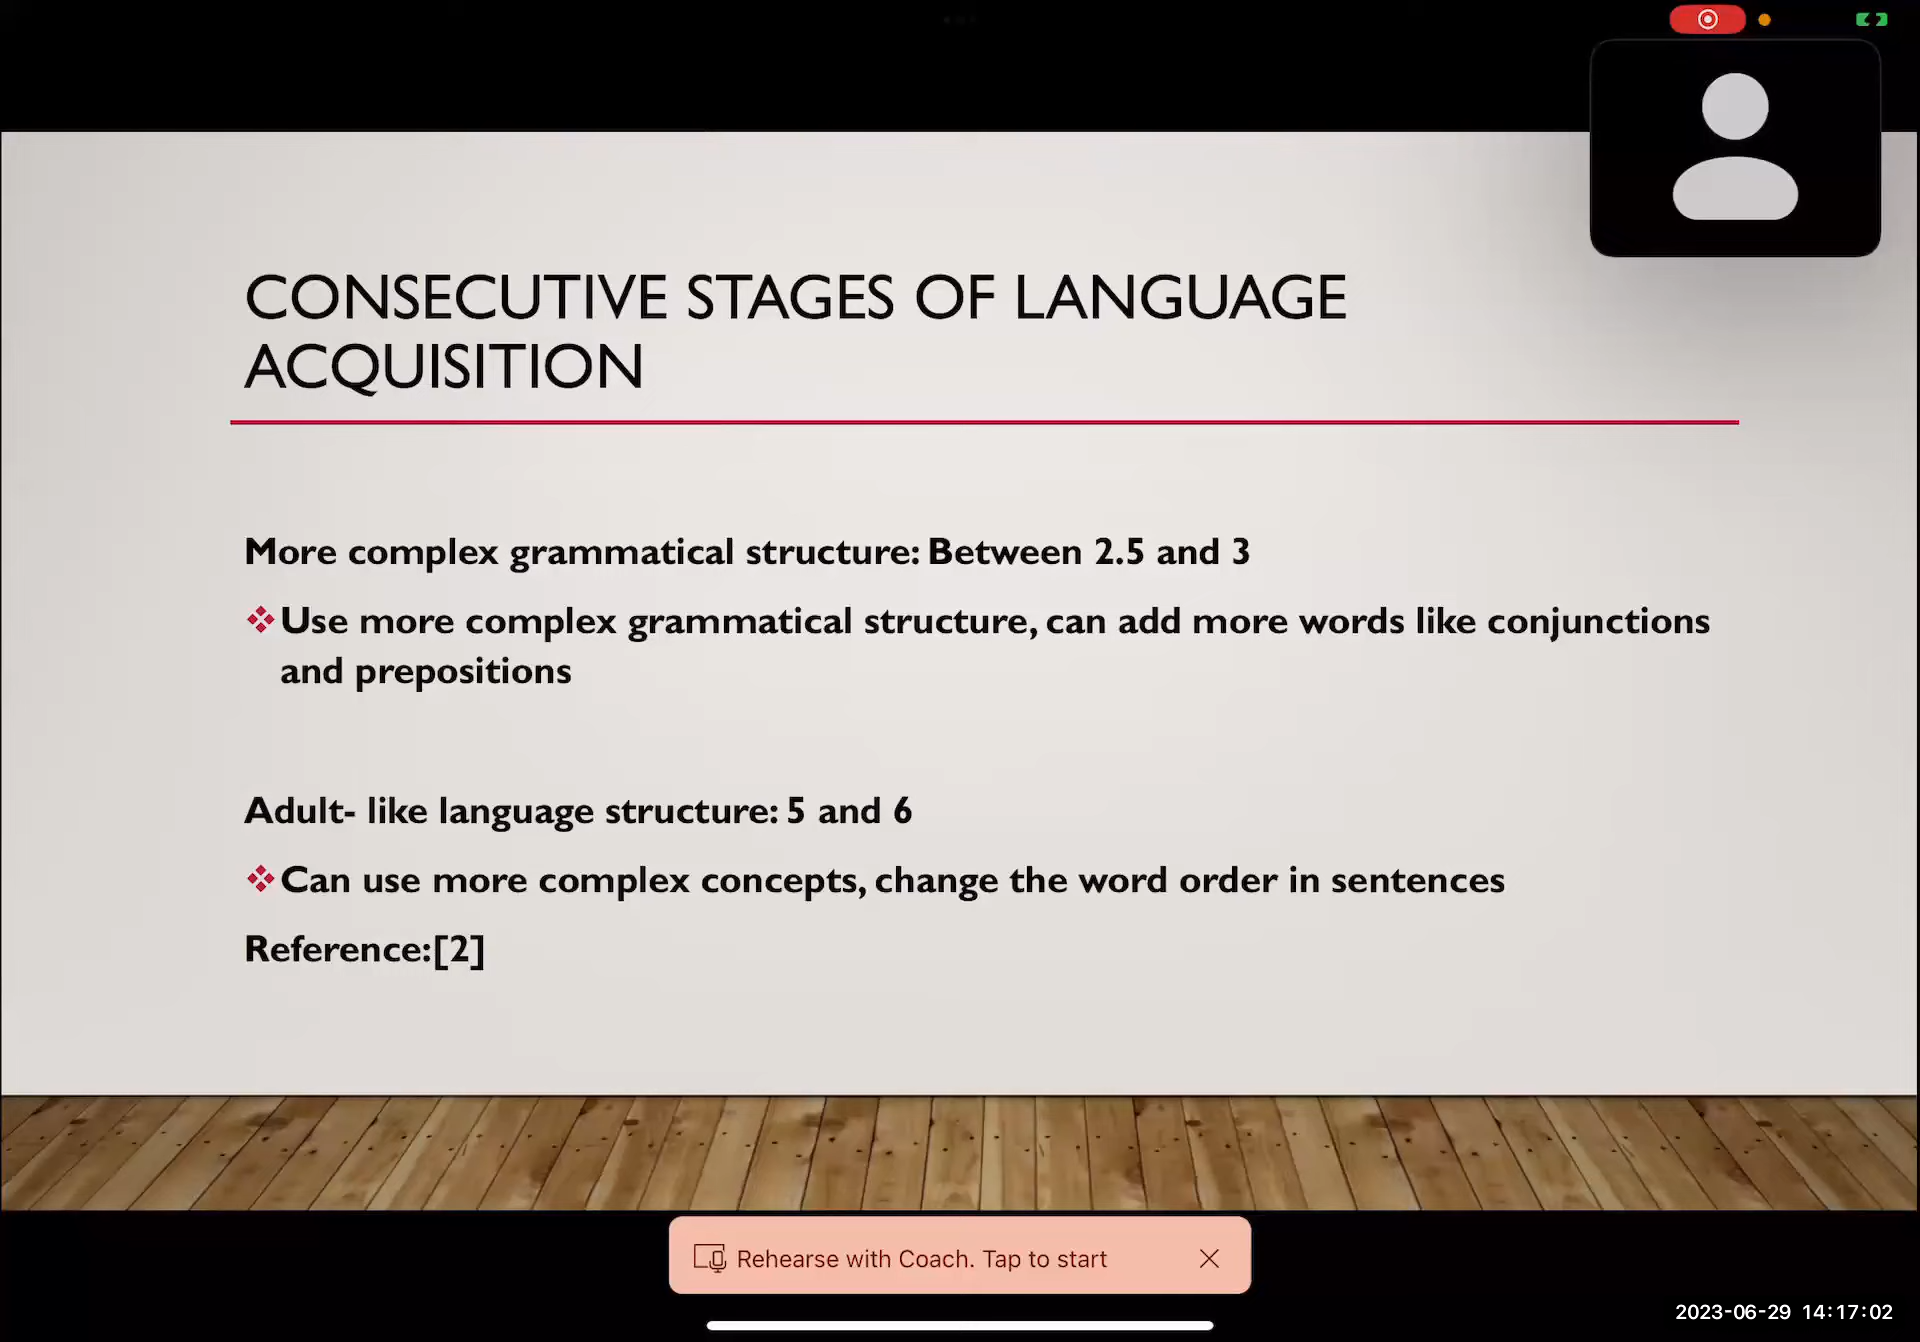 CONSECUTIVE STAGES OF LANGUAGE
ACQUISITION
More complex grammatical structure: Between 2.5 and 3
Use more complex grammatical structure, can add more words like conjunctions
and prepositions
Adult- like language structure: 5 and 6
Can use more complex concepts, change the word order in sentences
Reference:[2]
Rehearse with Coach. Tap to start
2023-06-29 14:17:02